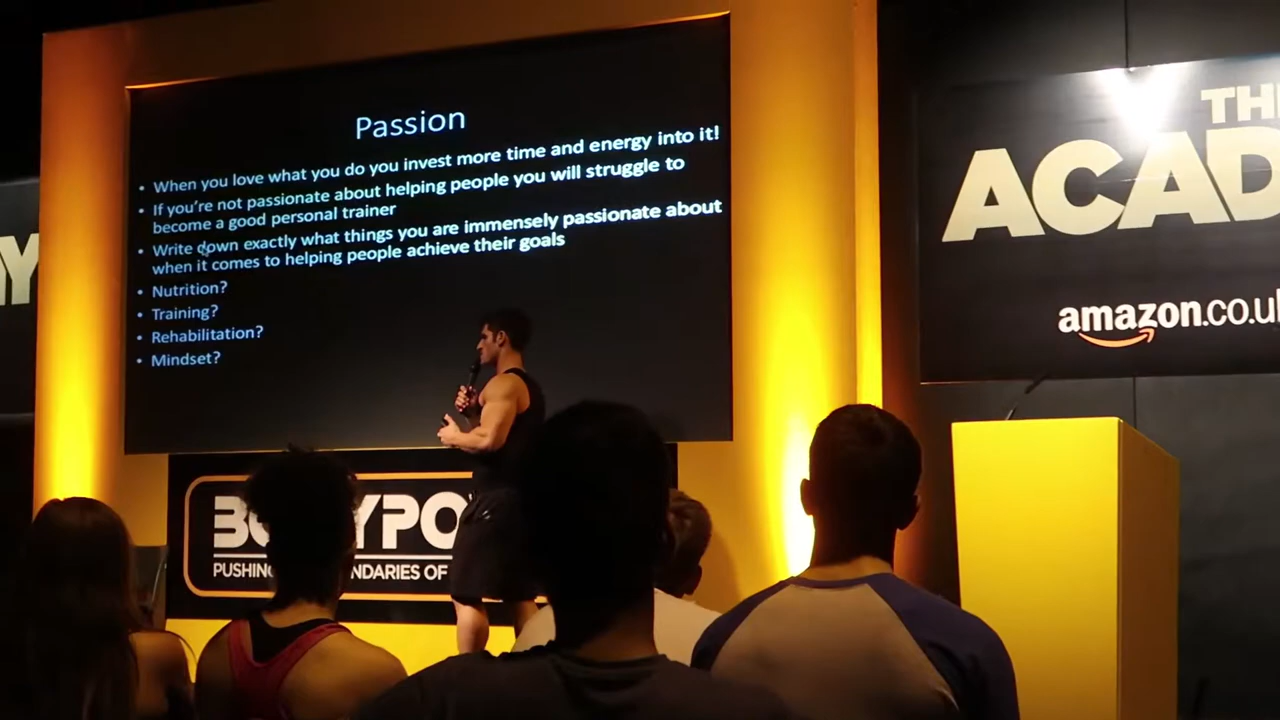 Passion
• When you love what you do you invest more time and energy into it!
• If you're not passionate about helping people you will struggle to
become a good personal trainer
• Write down exactly what things you are immensely passionate about
when it comes to helping people achieve their goals
• Nutrition?
• Training?
• Rehabilitation?
• Mindset?
TH
ACAD
amazon.co.u
Y
B YPO
PUSHING NDARIES OF